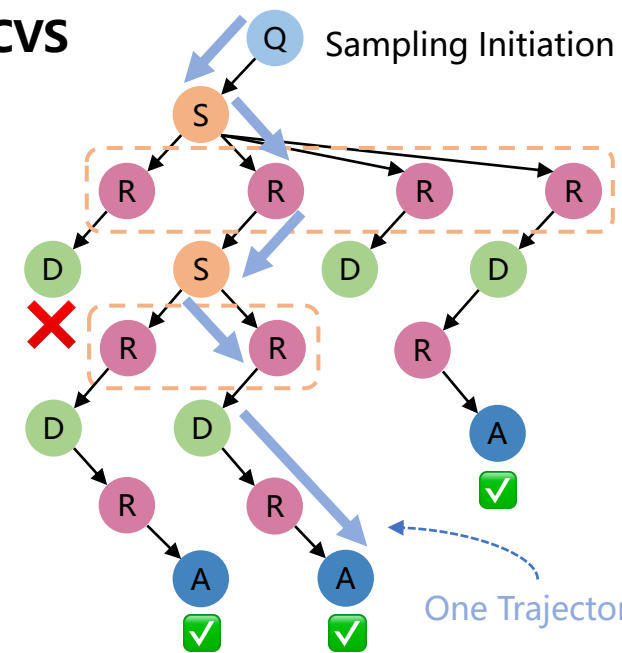 CVS
Sampling Initiation
Q
S
R R R R
D S D D
R R R
D D A
R R
A A
One Trajector